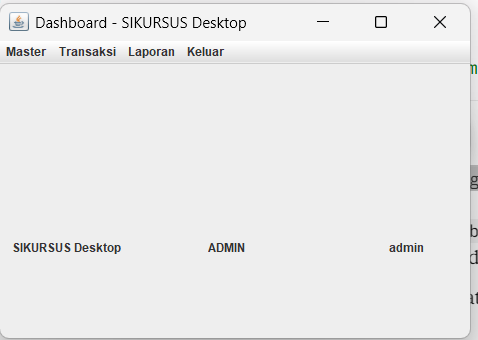 Dashboard - SIKURSUS Desktop
Master Transaksi Laporan Keluar
SIKURSUS Desktop ADMIN admin